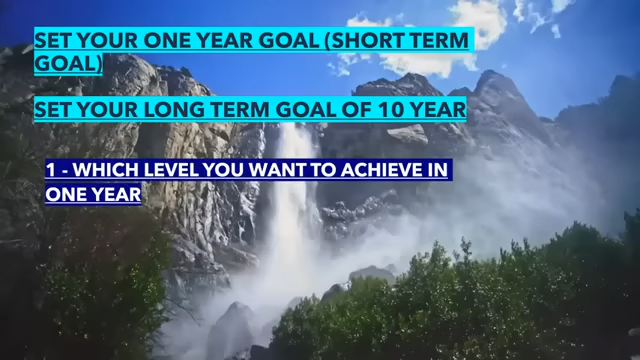 SET YOUR ONE YEAR GOAL (SHORT TERM
GOAL)
SET YOUR LONG TERM GOAL OF 10 YEAR
1 - WHICH LEVEL YOU WANT TO ACHIEVE IN
ONE YEAR